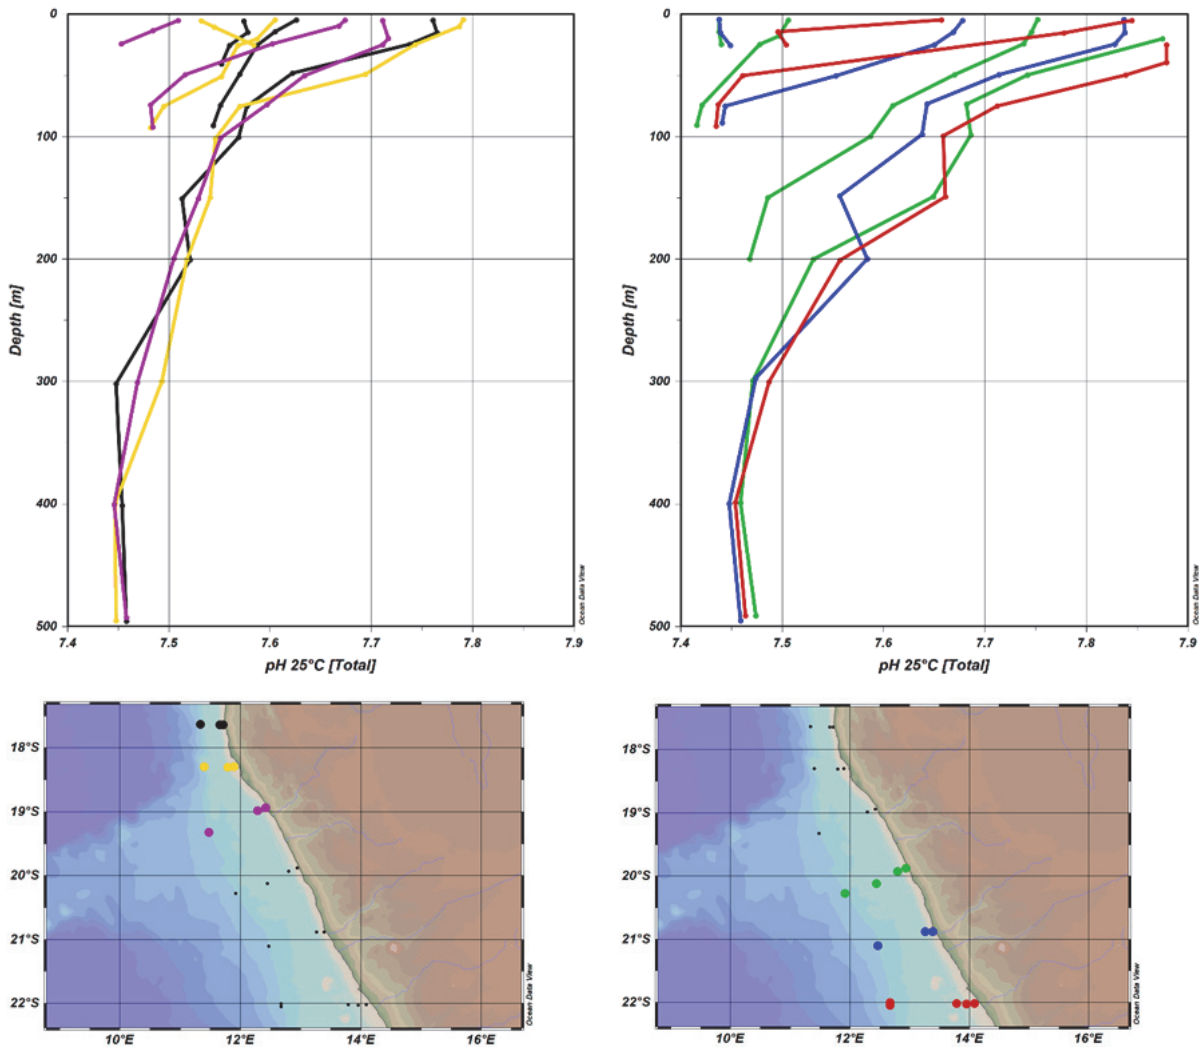 0
100
200
300
400
500
Depth [m]
7.4 7.5 7.6 7.7 7.8 7.9
pH 25°C [Total]
Ocean Data View
0
100
200
300
400
500
Depth [m]
7.4 7.5 7.6 7.7 7.8 7.9
pH 25°C [Total]
Ocean Data View
18°S
19°S
20°S
21°S
22°S
10°E 12°E 14°E 16°E
Ocean Data View
18°S
19°S
20°S
21°S
22°S
10°E 12°E 14°E 16°E
Ocean Data View